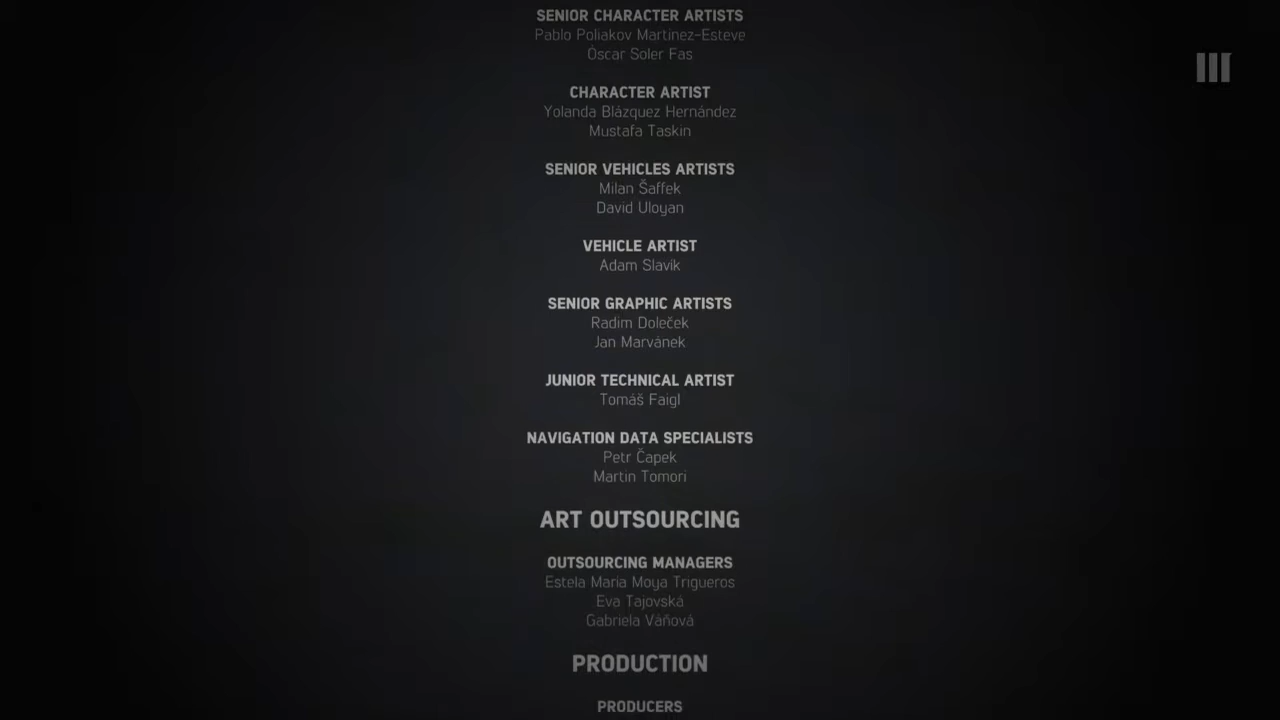 SENIOR CHARACTER ARTISTS
Pablo Poliakov Martinez-Esteve
Òscar Soler Fas
CHARACTER ARTIST
Yolanda Blázquez Hernández
Mustafa Taskin
SENIOR VEHICLES ARTISTS
Milan Šaffek
David Uloyan
VEHICLE ARTIST
Adam Slavík
SENIOR GRAPHIC ARTISTS
Radim Doleček
Jan Marvánek
JUNIOR TECHNICAL ARTIST
Tomáš Faigl
NAVIGATION DATA SPECIALISTS
Petr Čapek
Martin Tomori
ART OUTSOURCING
OUTSOURCING MANAGERS
Estela María Moya Trigueros
Eva Tajovská
Gabriela Váňová
PRODUCTION
PRODUCERS